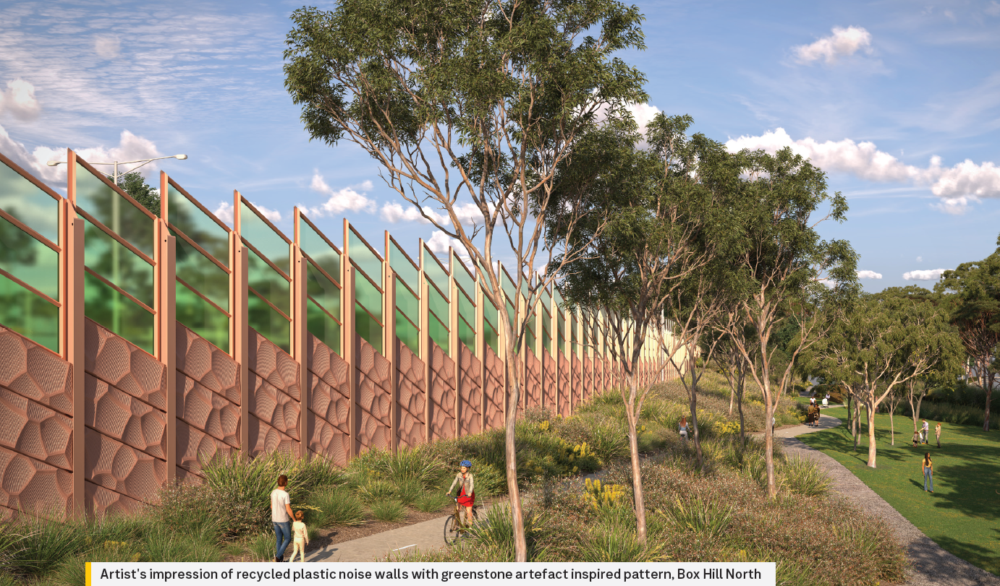 Artist's impression of recycled plastic noise walls with greenstone artefact inspired pattern, Box Hill North